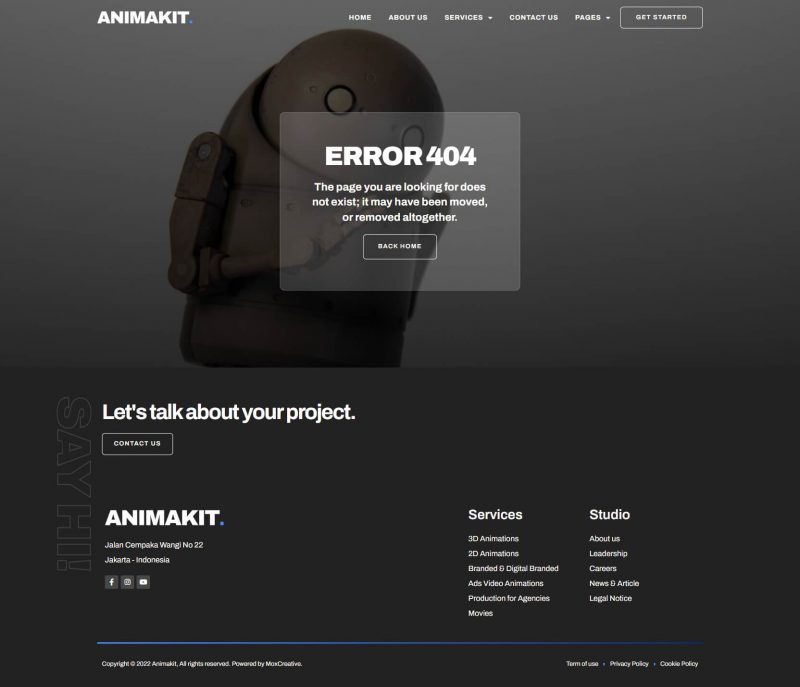 ANIMAKIT.
HOME ABOUT US SERVICES CONTACT US PAGES GET STARTED
ERROR 404
The page you are looking for does
not exist; it may have been moved,
or removed altogether.
BACK HOME
SAY HI!
Let's talk about your project.
CONTACT US
ANIMAKIT.
Jalan Cempaka Wangi No 22
Jakarta - Indonesia
Services
3D Animations
2D Animations
Branded & Digital Branded
Ads Video Animations
Production for Agencies
Movies
Studio
About us
Leadership
Careers
News & Article
Legal Notice
Copyright © 2022 Animakit, All rights reserved. Powered by MoxCreative.
Term of use • Privacy Policy • Cookie Policy